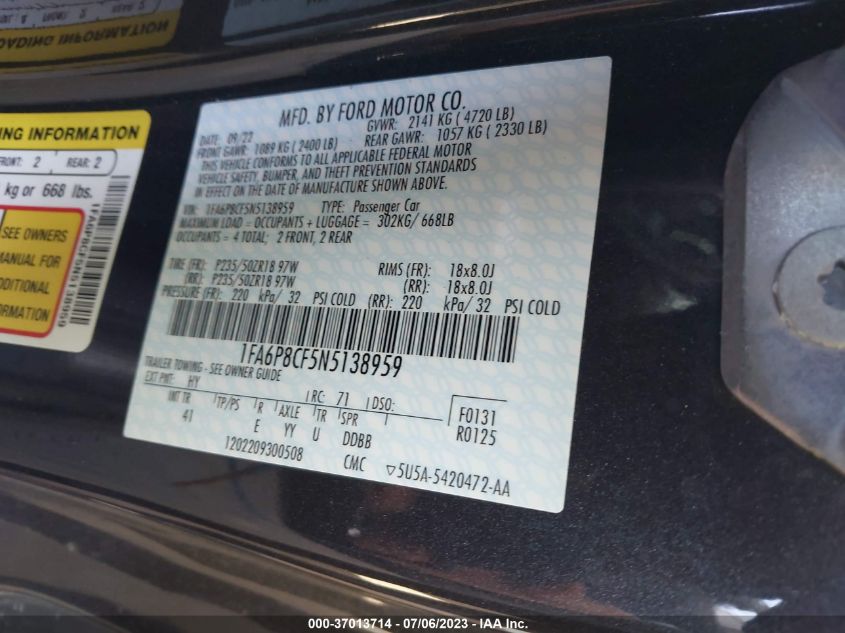 LOADING INFORMATION
NG INFORMATION
FRONT: 2 REAR: 2
kg or 668 lbs.
SEE OWNERS
MANUAL FOR
ADDITIONAL
INFORMATION
1FA6P8CF5N5138959
MFD. BY FORD MOTOR CO.
DATE: 09/22 GVWR: 2141 KG ( 4720 LB)
FRONT GAWR: 1089 KG ( 2400 LB) REAR GAWR: 1057 KG ( 2330 LB)
THIS VEHICLE CONFORMS TO ALL APPLICABLE FEDERAL MOTOR
VEHICLE SAFETY, BUMPER, AND THEFT PREVENTION STANDARDS
IN EFFECT ON THE DATE OF MANUFACTURE SHOWN ABOVE.
VIN: 1FA6P8CF5N5138959 TYPE: Passenger Car
MAXIMUM LOAD = OCCUPANTS + LUGGAGE = 302KG/ 668LB
OCCUPANTS = 4 TOTAL; 2 FRONT, 2 REAR
TIRE (FR): P235/50ZR18 97W RIMS (FR): 18x8.0J
(RR): P235/50ZR18 97W (RR): 18x8.0J
PRESSURE (FR): 220 kPa/ 32 PSI COLD (RR): 220 kPa/ 32 PSI COLD
1FA6P8CF5N5138959
TRAILER TOWING - SEE OWNER GUIDE
EXT PNT: HY RC: 71 DSO: F0131
INT TR TP/PS R AXLE TR SPR R0125
41 E YY U DDBB
1202209300508 CMC ▽5U5A-5420472-AA
000-37013714 - 07/06/2023 - IAA Inc.